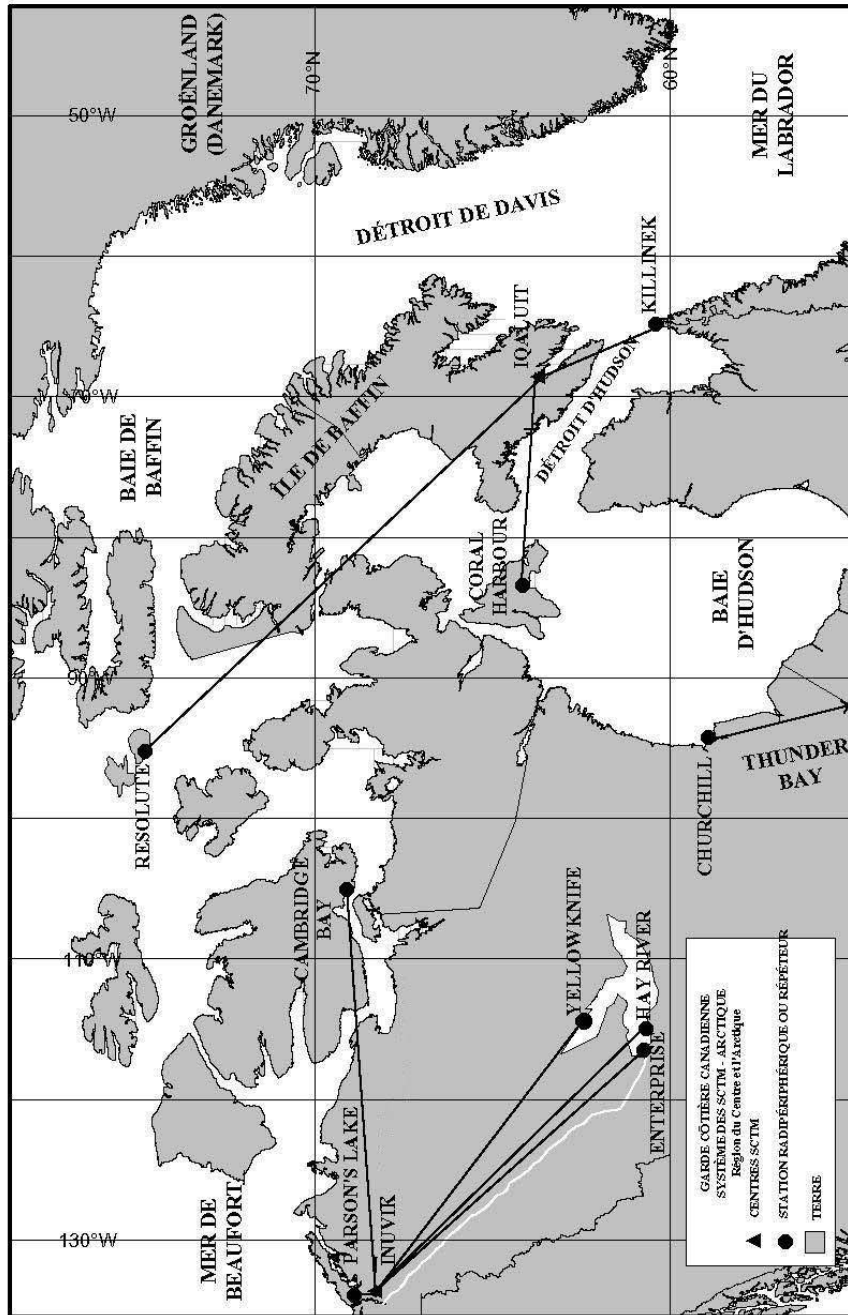 GROËNLAND
(DANEMARK)
50°W
70°N
60°N
MER DU
LABRADOR
DÉTROIT DE DAVIS
KILLINEK
IQALUIT
70°W
BAIE DE
BAFFIN
ÎLE DE BAFFIN
DÉTROIT D'HUDSON
CORAL
HARBOUR
BAIE
D'HUDSON
90°W
RESOLUTE
CHURCHILL
THUNDER
BAY
CAMBRIDGE
BAY
110°W
YELLOWKNIFE
HAY RIVER
ENTERPRISE
MER DE
BEAUFORT
PARSON'S LAKE
INUVIK
130°W
GARDE CÔTIÈRE CANADIENNE
SYSTÈME DES SCTM - ARCTIQUE
Région du Centre et l'Arctique
CENTRES SCTM
STATION RADIPÉRIPHÉRIQUE OU RÉPÉTEUR
TERRE